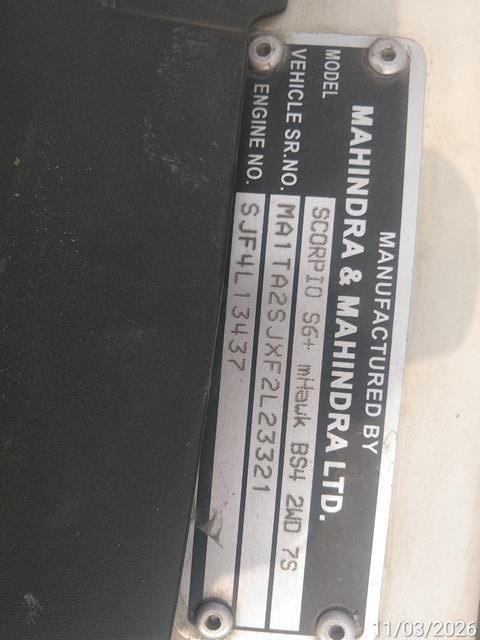 MANUFACTURED BY
MAHINDRA & MAHINDRA LTD.
MODEL SCORPIO S6+ mHawk BS4 2WD 7S
VEHICLE SR.NO. MA1TA2SJXF2L23321
ENGINE NO. SJF4L13437
11/03/2026